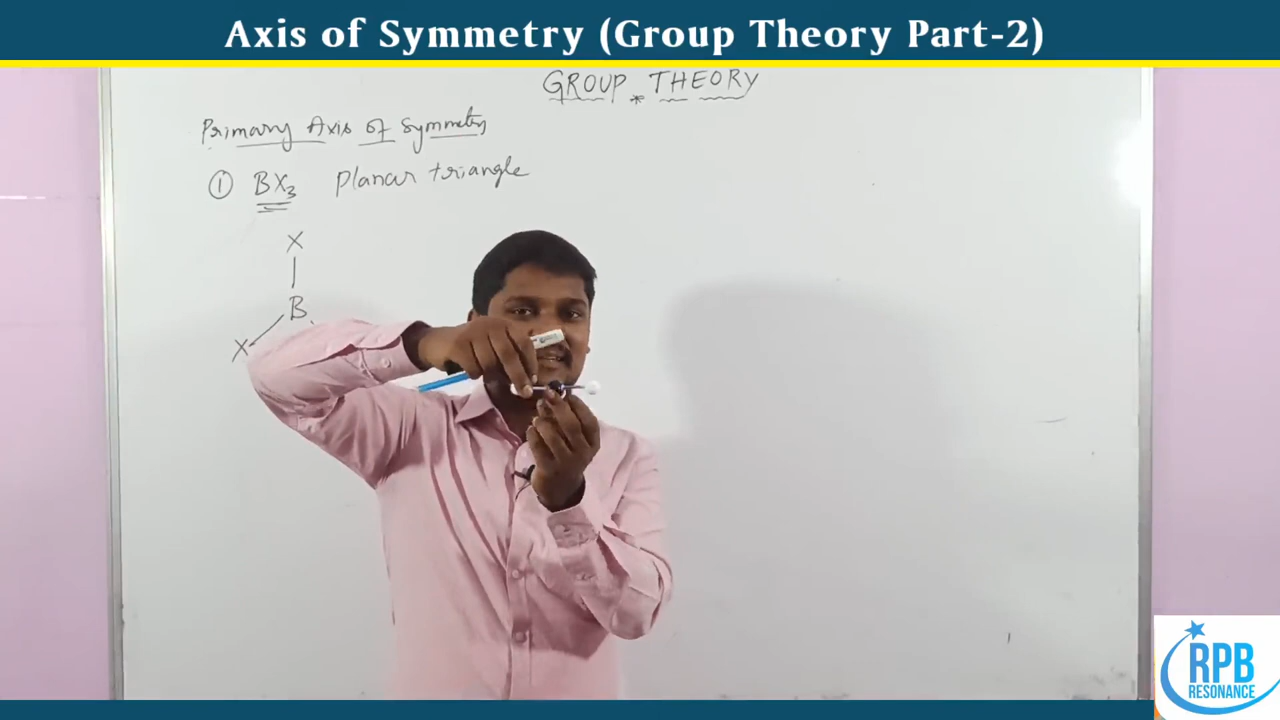 Axis of Symmetry (Group Theory Part-2)
GROUP THEORY
Primary Axis of Symmetry
① BX₃ Planar triangle
X
B
X
RPB
RESONANCE